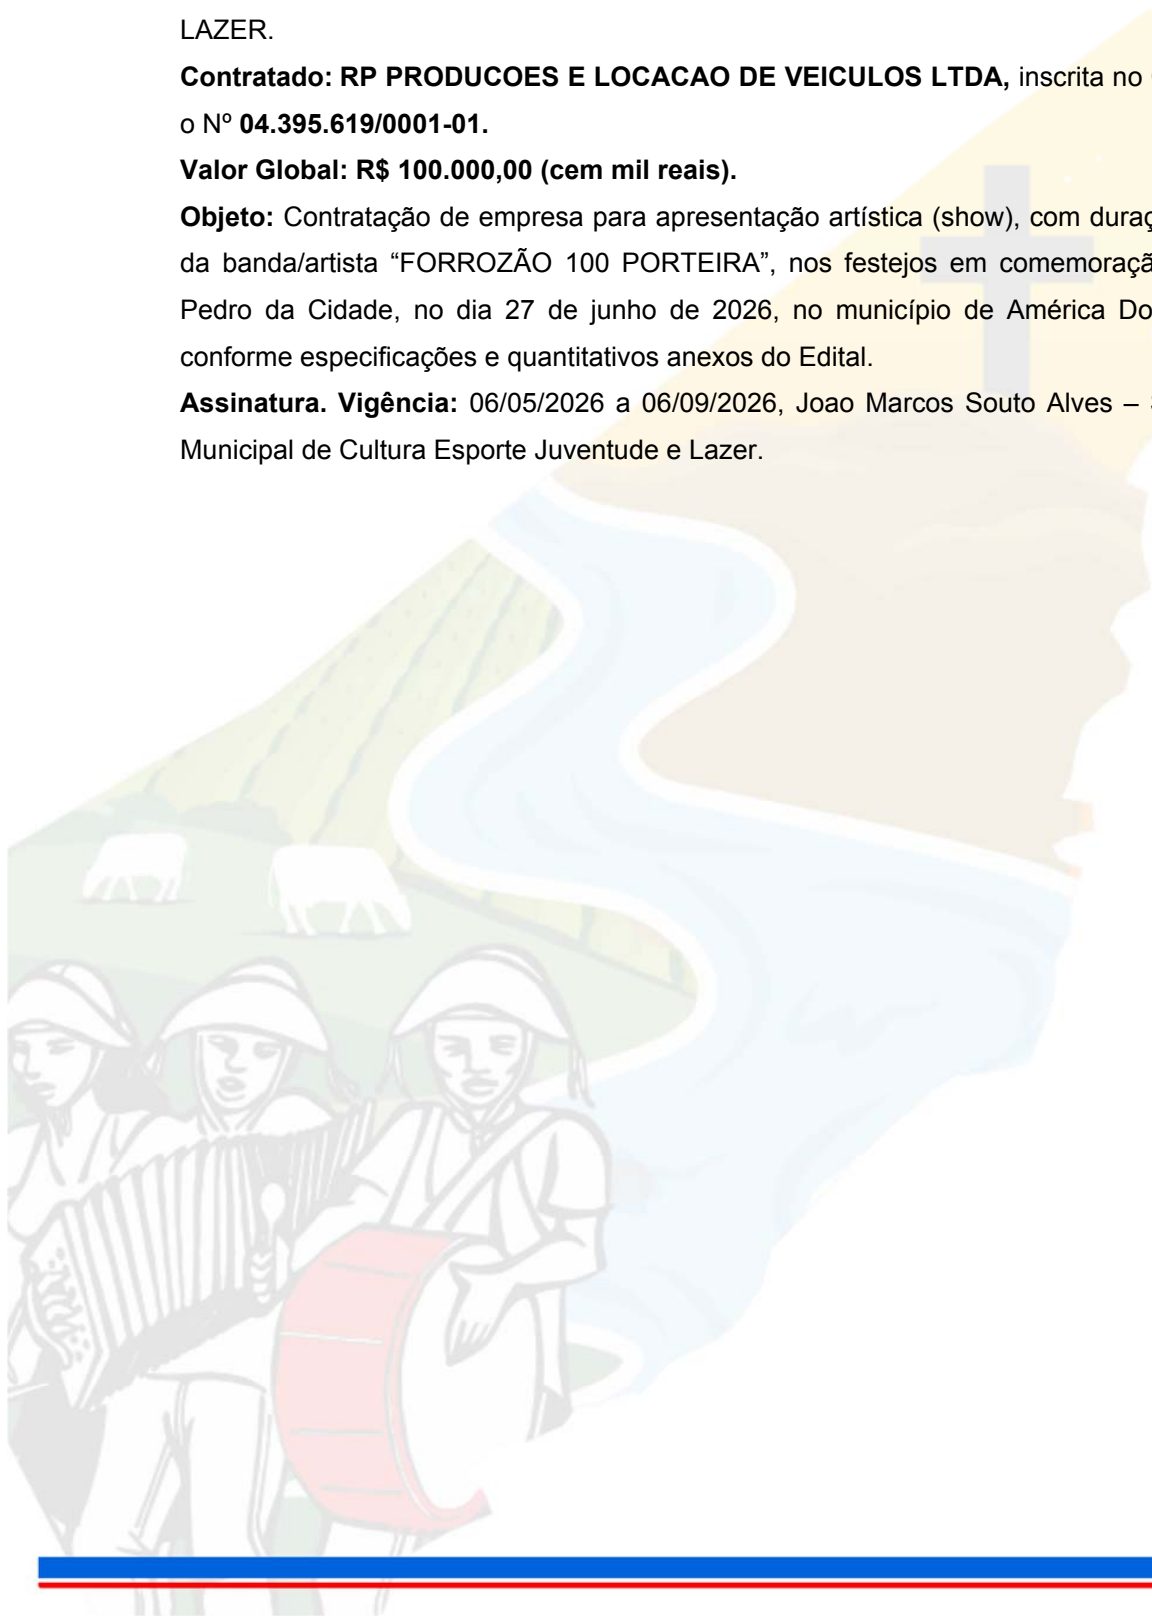 LAZER.
Contratado: RP PRODUCOES E LOCACAO DE VEICULOS LTDA, inscrita no
o Nº 04.395.619/0001-01.
Valor Global: R$ 100.000,00 (cem mil reais).
Objeto: Contratação de empresa para apresentação artística (show), com duraç
da banda/artista “FORROZÃO 100 PORTEIRA”, nos festejos em comemoraçã
Pedro da Cidade, no dia 27 de junho de 2026, no município de América Do
conforme especificações e quantitativos anexos do Edital.
Assinatura. Vigência: 06/05/2026 a 06/09/2026, Joao Marcos Souto Alves –
Municipal de Cultura Esporte Juventude e Lazer.